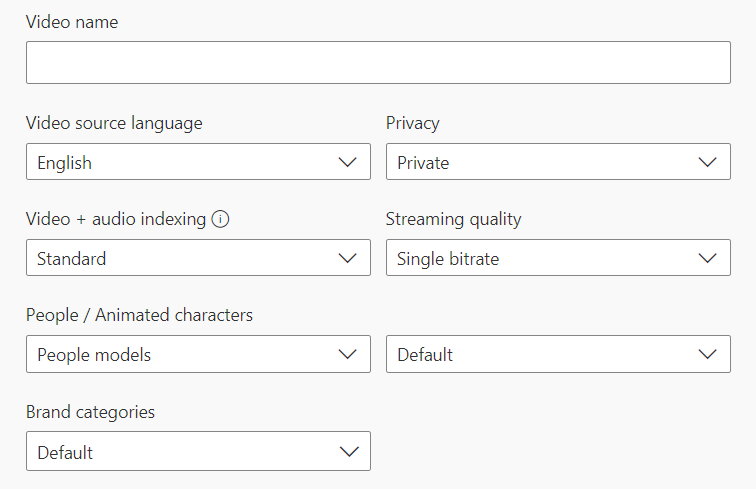 Video name
Video source language
Privacy
English
Private
Video + audio indexing
Streaming quality
Standard
Single bitrate
People / Animated characters
People models
Default
Brand categories
Default